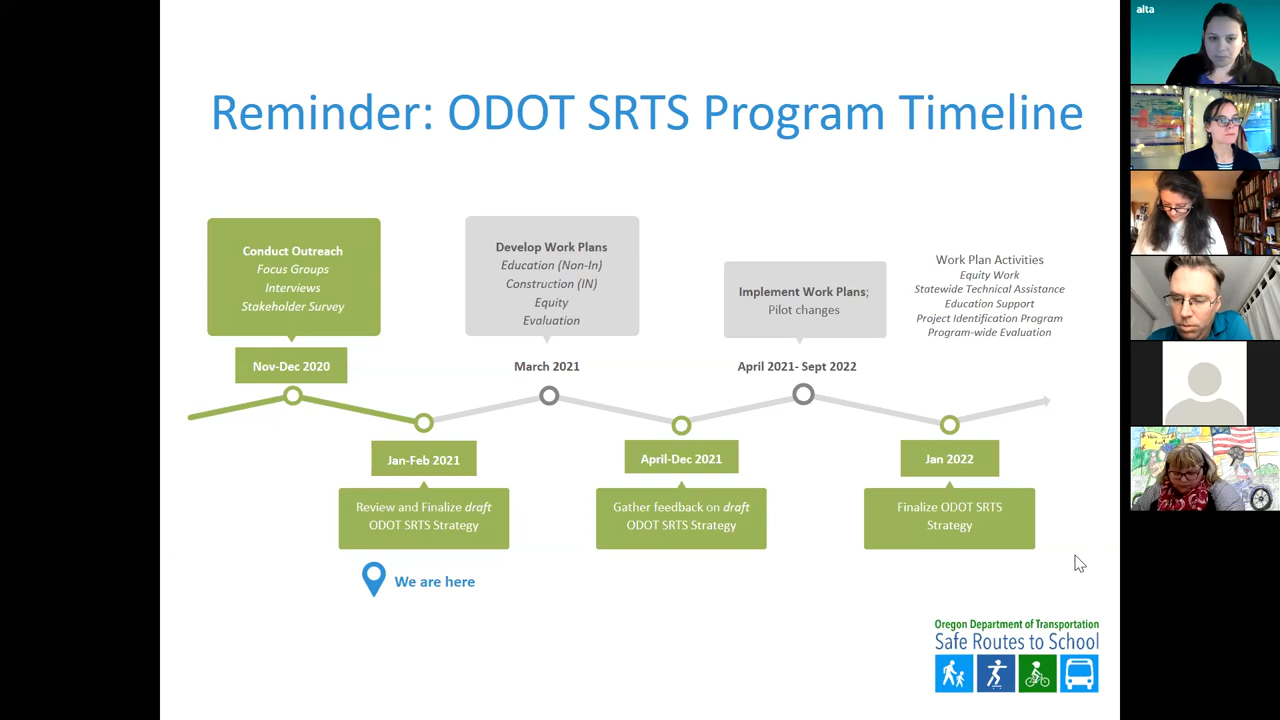 alta
Reminder: ODOT SRTS Program Timeline
Conduct Outreach
Focus Groups
Interviews
Stakeholder Survey
Nov-Dec 2020
Develop Work Plans
Education (Non-In)
Construction (IN)
Equity
Evaluation
March 2021
Implement Work Plans;
Pilot changes
April 2021- Sept 2022
Work Plan Activities
Equity Work
Statewide Technical Assistance
Education Support
Project Identification Program
Program-wide Evaluation
Jan-Feb 2021
Review and Finalize draft
ODOT SRTS Strategy
We are here
April-Dec 2021
Gather feedback on draft
ODOT SRTS Strategy
Jan 2022
Finalize ODOT SRTS
Strategy
Oregon Department of Transportation
Safe Routes to School